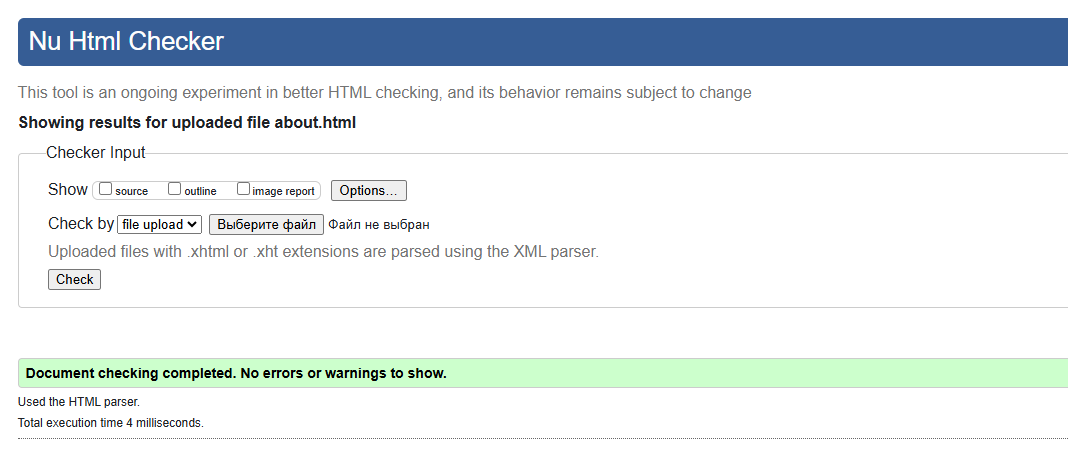 Nu Html Checker
This tool is an ongoing experiment in better HTML checking, and its behavior remains subject to change
Showing results for uploaded file about.html
Checker Input
Show source outline image report Options...
Check by file upload Выберите файл Файл не выбран
Uploaded files with .xhtml or .xht extensions are parsed using the XML parser.
Check
Document checking completed. No errors or warnings to show.
Used the HTML parser.
Total execution time 4 milliseconds.